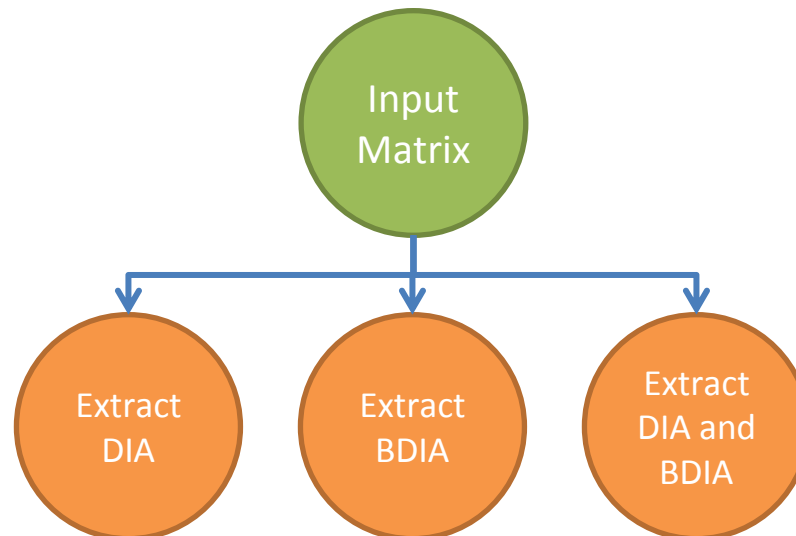 Input
Matrix
Extract
DIA
Extract
BDIA
Extract
DIA and
BDIA